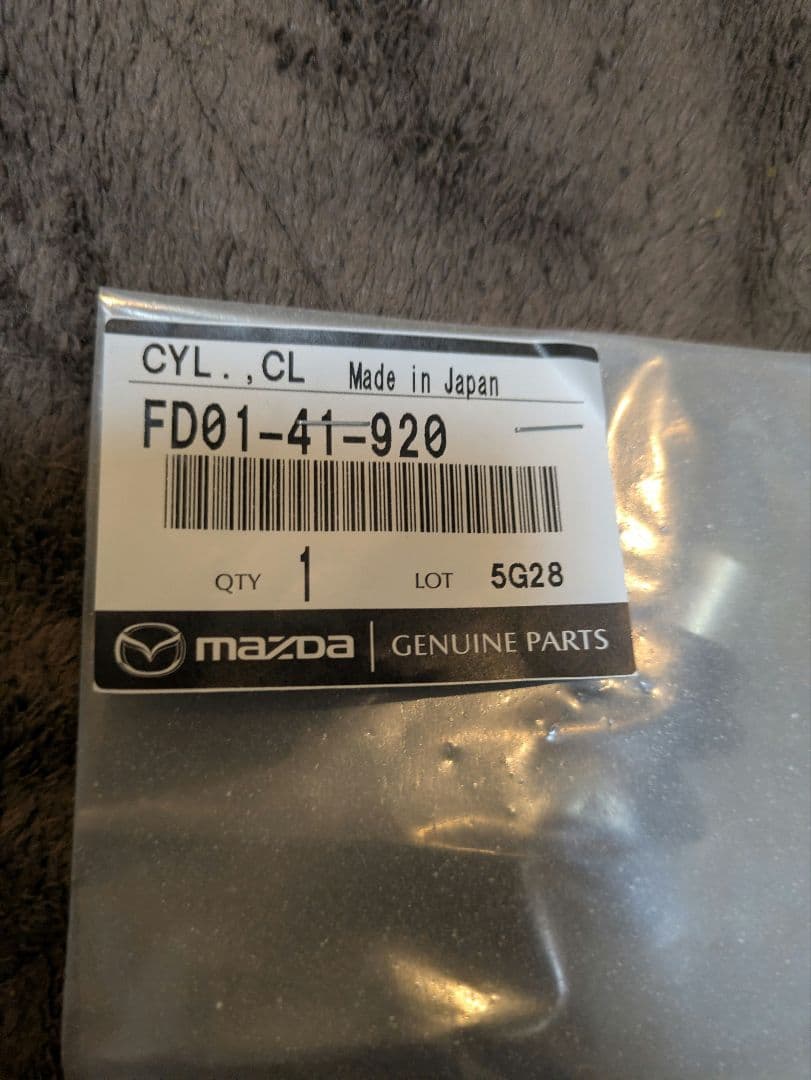 CYL.,CL Made in Japan
FD01-41-920
QTY 1 LOT 5G28
mazDa | GENUINE PARTS